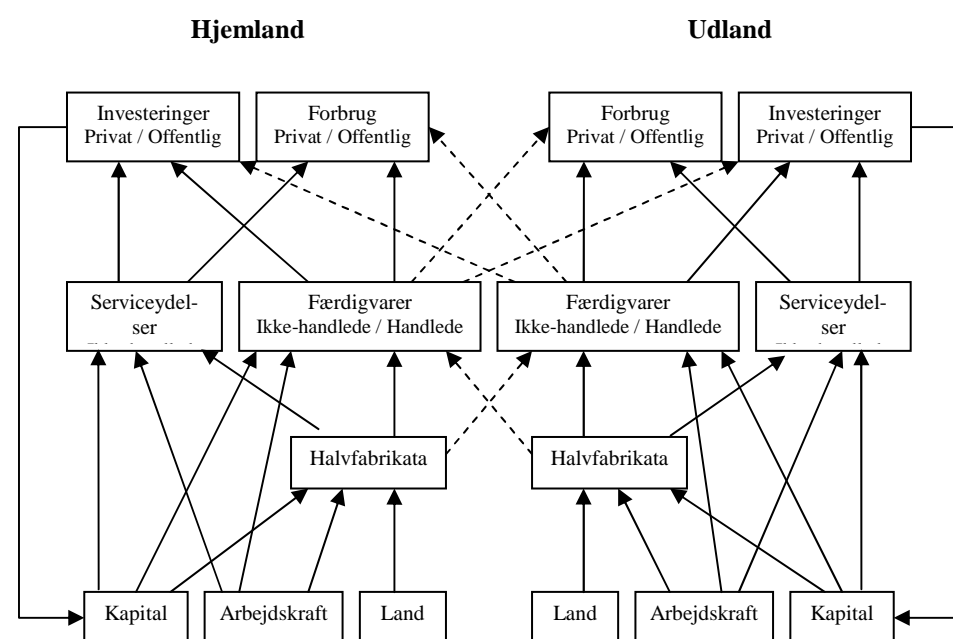 Hjemland
Udland
Investeringer
Privat / Offentlig
Forbrug
Privat / Offentlig
Forbrug
Privat / Offentlig
Investeringer
Privat / Offentlig
Serviceydel-
ser
Færdigvarer
Ikke-handlede / Handlede
Færdigvarer
Ikke-handlede / Handlede
Serviceydel-
ser
Halvfabrikata
Halvfabrikata
Kapital
Arbejdskraft
Land
Land
Arbejdskraft
Kapital